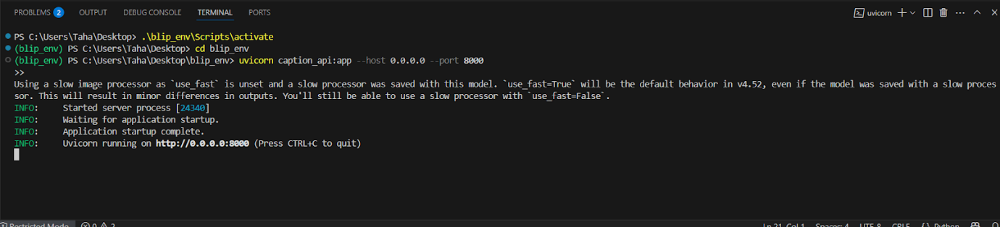 PROBLEMS 2 OUTPUT DEBUG CONSOLE TERMINAL PORTS uvicorn
PS C:\Users\Taha\Desktop> .\blip_env\Scripts\activate
(blip_env) PS C:\Users\Taha\Desktop> cd blip_env
(blip_env) PS C:\Users\Taha\Desktop\blip_env> uvicorn caption_api:app --host 0.0.0.0 --port 8000
>>
Using a slow image processor as `use_fast` is unset and a slow processor was saved with this model. `use_fast=True` will be the default behavior in v4.52, even if the model was saved with a slow proces
sor. This will result in minor differences in outputs. You'll still be able to use a slow processor with `use_fast=False`.
INFO: Started server process [24340]
INFO: Waiting for application startup.
INFO: Application startup complete.
INFO: Uvicorn running on http://0.0.0.0:8000 (Press CTRL+C to quit)
Restricted Mode 0 2 Ln 21, Col 1 Spaces: 4 UTF-8 CRLF {} Python